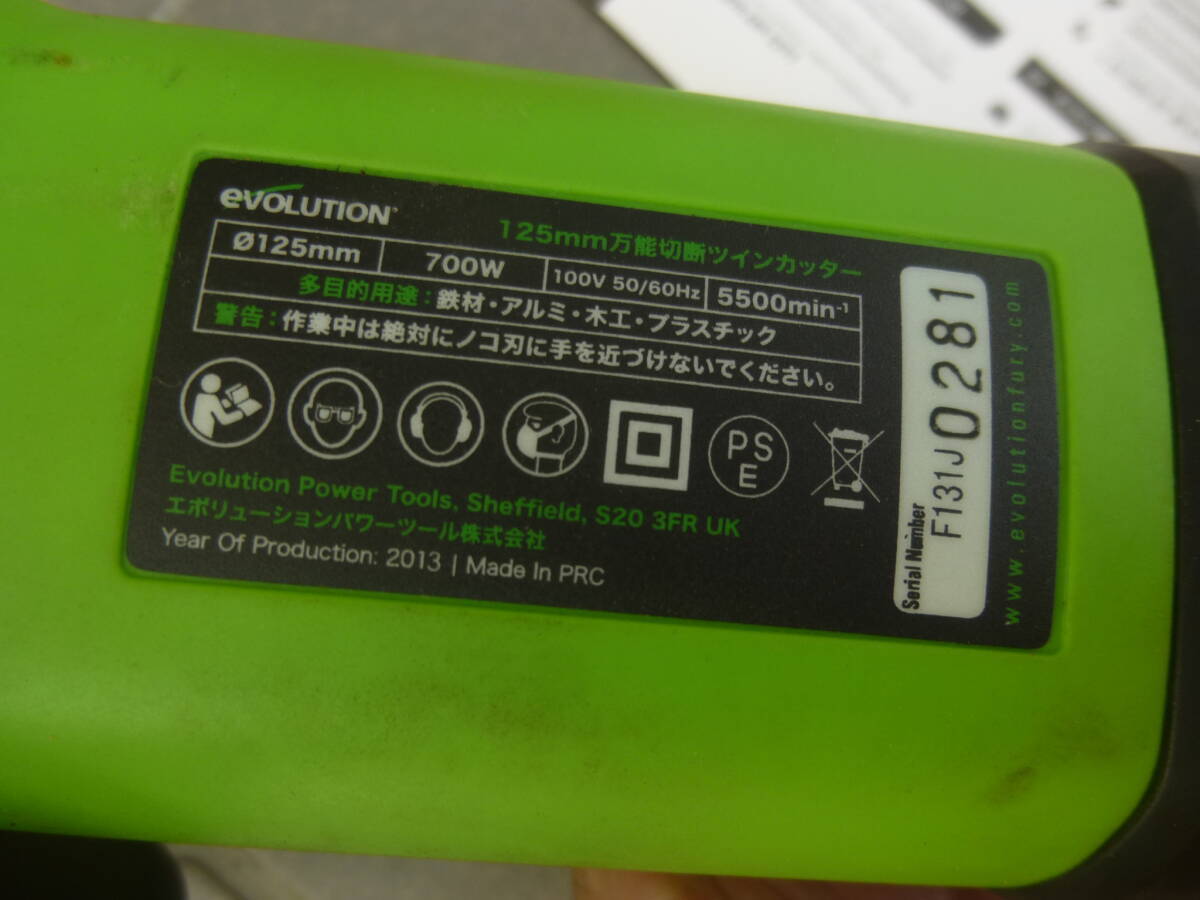 evolution
125mm万能切断ツインカッター
Ø125mm 700W 100V 50/60Hz 5500min⁻¹
多目的用途：鉄材・アルミ・木工・プラスチック
警告：作業中は絶対にノコ刃に手を近づけないでください。
PS
E
Evolution Power Tools, Sheffield, S20 3FR UK
エボリューションパワーツール株式会社
Year Of Production: 2013 | Made In PRC
Serial Number
F131J0281
www.evolutionfury.com